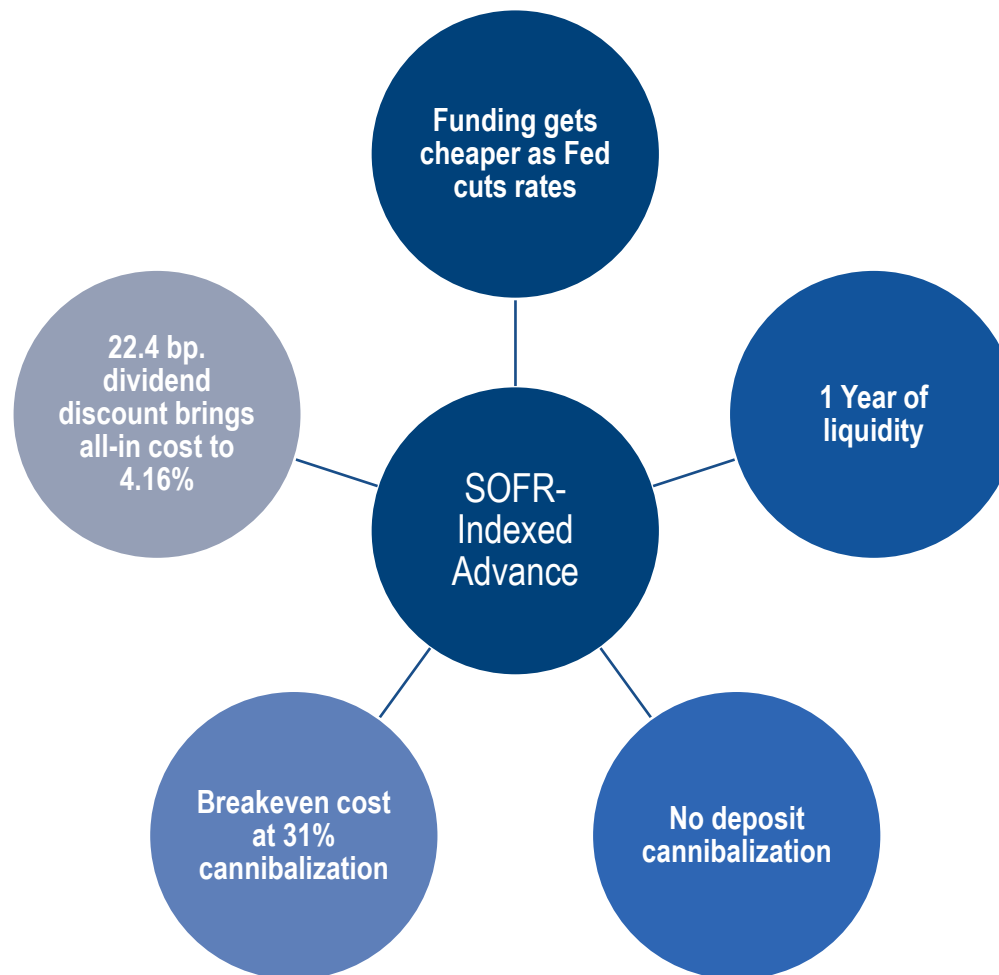 Funding gets
cheaper as Fed
cuts rates
22.4 bp.
dividend
discount brings
all-in cost to
4.16%
1 Year of
liquidity
SOFR-
Indexed
Advance
Breakeven cost
at 31%
cannibalization
No deposit
cannibalization